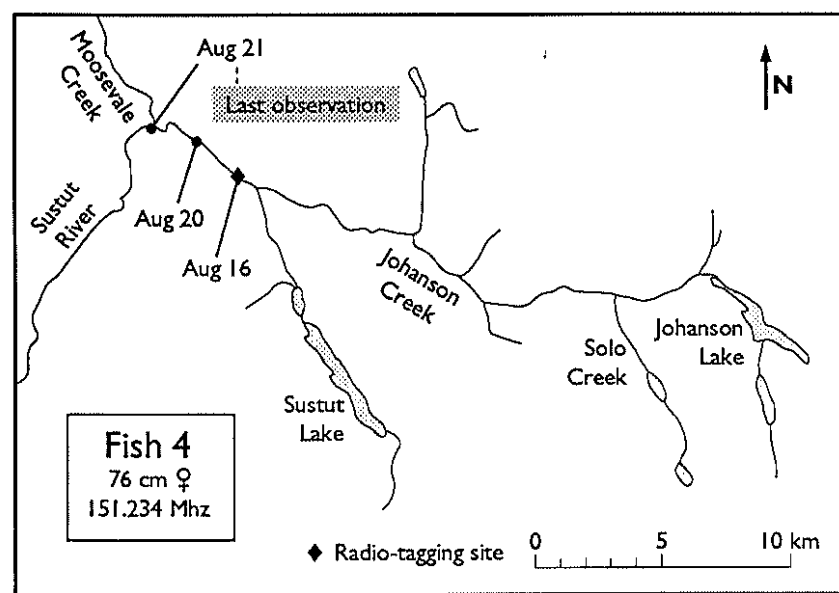 Moosevale
Creek
Aug 21
Last observation
N
Sustut
River
Aug 20
Aug 16
Johanson
Creek
Solo
Creek
Johanson
Lake
Sustut
Lake
Fish 4
76 cm ♀
151.234 Mhz
◆ Radio-tagging site
0 5 10 km